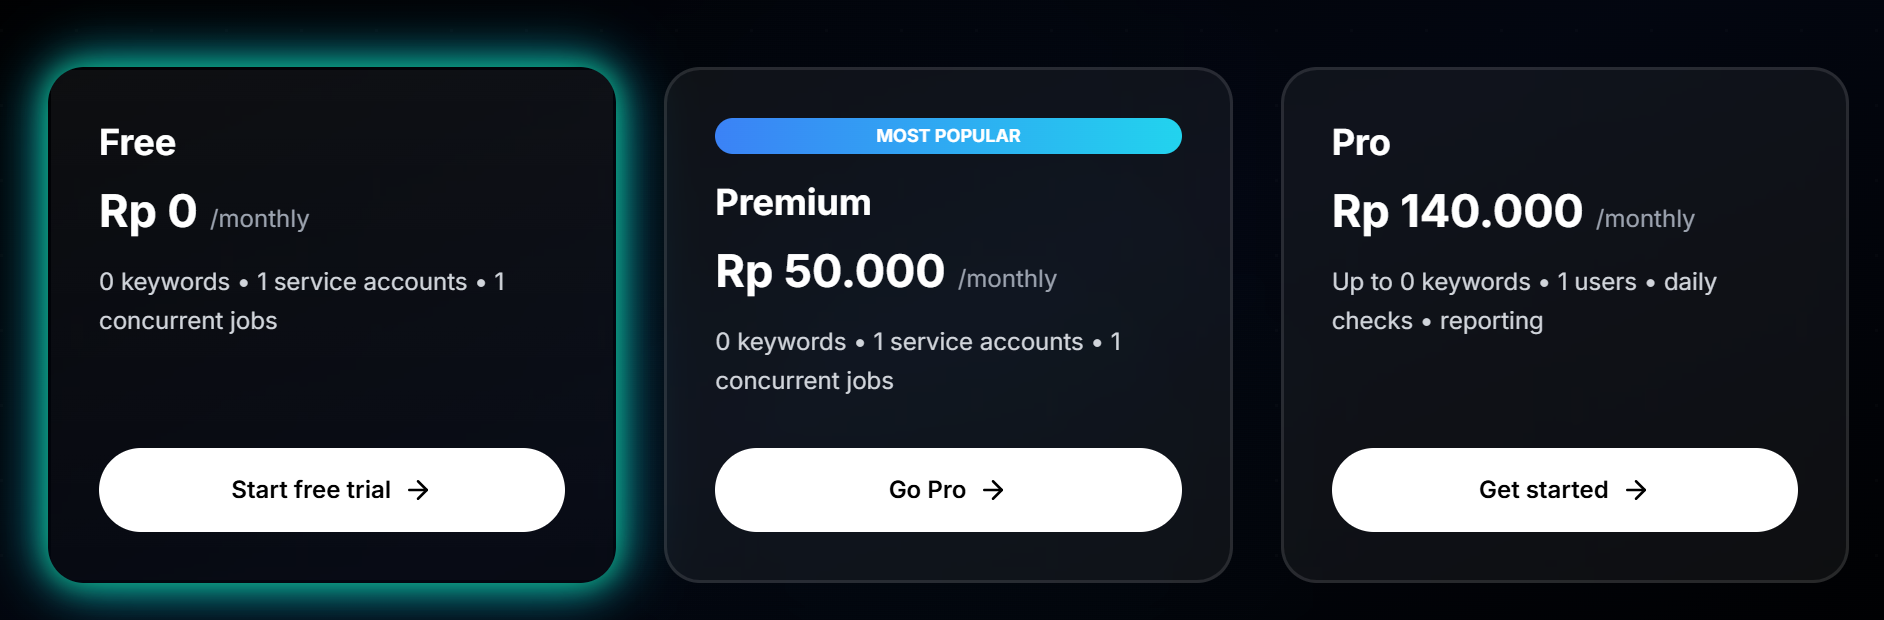 Free
Rp 0 /monthly
0 keywords • 1 service accounts • 1
concurrent jobs
Start free trial →
MOST POPULAR
Premium
Rp 50.000 /monthly
0 keywords • 1 service accounts • 1
concurrent jobs
Go Pro →
Pro
Rp 140.000 /monthly
Up to 0 keywords • 1 users • daily
checks • reporting
Get started →